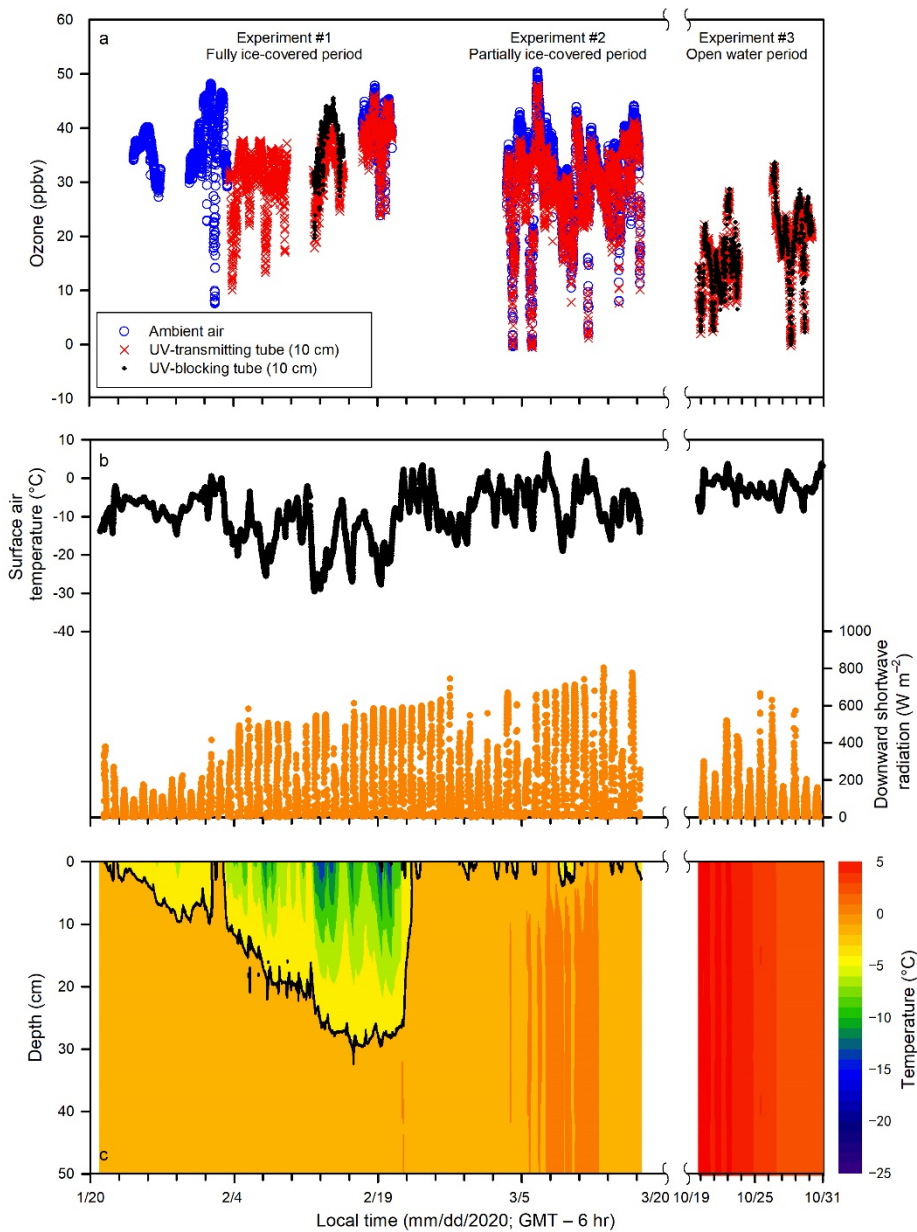 60
50
40
30
20
10
0
-10
Ozone (ppbv)
a
Experiment #1
Fully ice-covered period
Experiment #2
Partially ice-covered period
Experiment #3
Open water period
Ambient air
UV-transmitting tube (10 cm)
UV-blocking tube (10 cm)
10
0
-10
-20
-30
-40
Surface air
temperature (°C)
b
1000
800
600
400
200
0
Downward shortwave
radiation (W m−2)
0
10
20
30
40
50
Depth (cm)
c
5
0
−5
−10
−15
−20
−25
Temperature (°C)
1/20 2/4 2/19 3/5 3/20 10/19 10/25 10/31
Local time (mm/dd/2020; GMT – 6 hr)